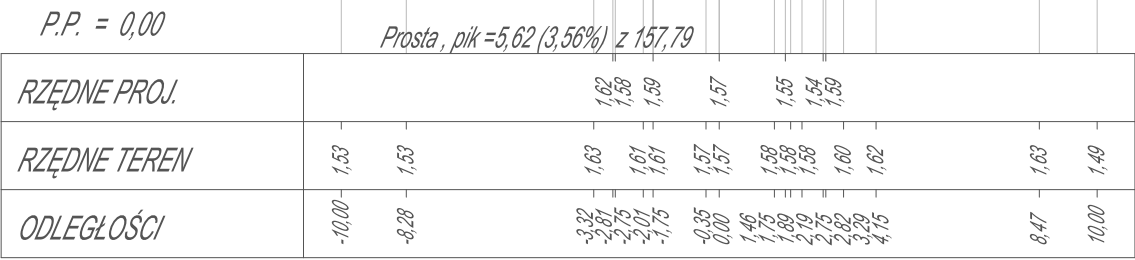 P.P. = 0,00
Prosta , pik =5,62 (3,56%) z 157,79
RZĘDNE PROJ. 1,62 1,58 1,59 1,57 1,55 1,54 1,59
RZĘDNE TEREN 1,53 1,53 1,63 1,61 1,61 1,57 1,57 1,58 1,58 1,58 1,60 1,62 1,63 1,49
ODLEGŁOŚCI -10,00 -8,28 -3,32 -2,81 -2,75 -2,01 -1,75 -0,35 0,00 1,46 1,75 1,89 2,19 2,75 2,82 3,29 4,15 8,47 10,00